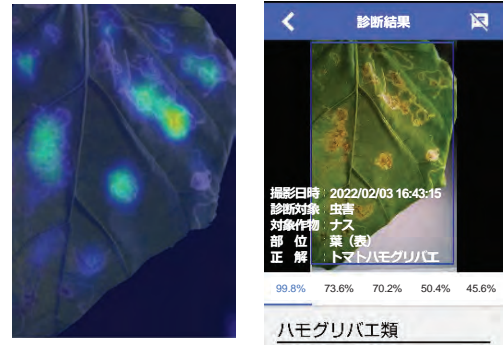 診断結果
撮影日時：2022/02/03 16:43:15
診断対象：虫害
対象作物：ナス
部　位：葉（表）
正　解：トマトハモグリバエ
99.8% 73.6% 70.2% 50.4% 45.6%
ハモグリバエ類